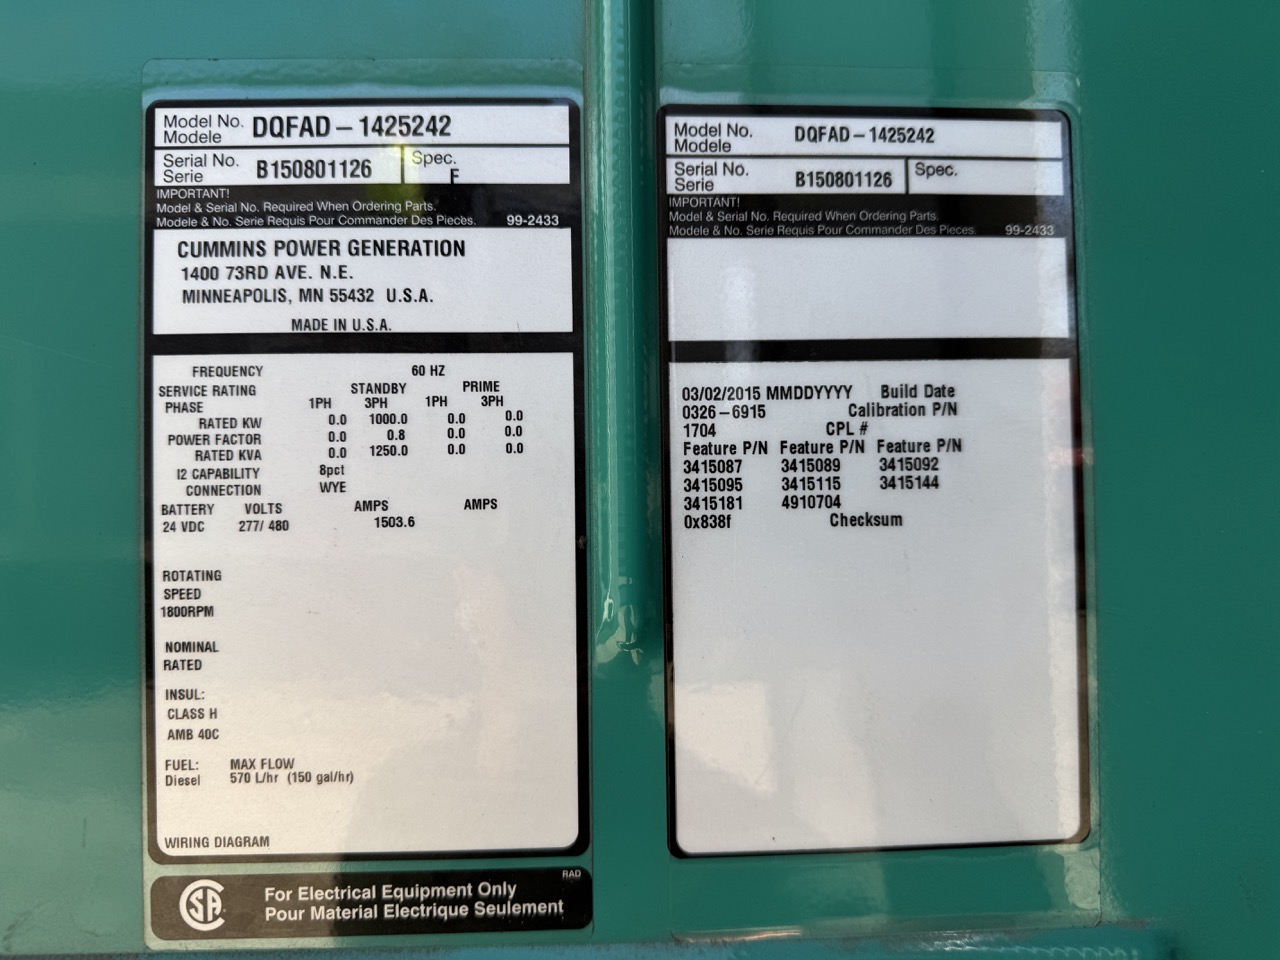 Model No. DQFAD-1425242
Modele
Serial No. B150801126 Spec.
Serie F
IMPORTANT!
Model & Serial No. Required When Ordering Parts.
Modele & No. Serie Requis Pour Commander Des Pieces. 99-2433
CUMMINS POWER GENERATION
1400 73RD AVE. N.E.
MINNEAPOLIS, MN 55432 U.S.A.
MADE IN U.S.A.
FREQUENCY 60 HZ
SERVICE RATING STANDBY PRIME
PHASE 1PH 3PH 1PH 3PH
RATED KW 0.0 1000.0 0.0 0.0
POWER FACTOR 0.0 0.8 0.0 0.0
RATED KVA 0.0 1250.0 0.0 0.0
I2 CAPABILITY 8pct
CONNECTION WYE
BATTERY VOLTS AMPS AMPS
24 VDC 277/ 480 1503.6
ROTATING
SPEED
1800RPM
NOMINAL
RATED
INSUL:
CLASS H
AMB 40C
FUEL: MAX FLOW
Diesel 570 L/hr (150 gal/hr)
WIRING DIAGRAM
RAD
CSA
For Electrical Equipment Only
Pour Material Electrique Seulement
Model No. DQFAD-1425242
Modele
Serial No. B150801126 Spec.
Serie
IMPORTANT!
Model & Serial No. Required When Ordering Parts.
Modele & No. Serie Requis Pour Commander Des Pieces. 99-2433
03/02/2015 MMDDYYYY Build Date
0326-6915 Calibration P/N
1704 CPL #
Feature P/N Feature P/N Feature P/N
3415087 3415089 3415092
3415095 3415115 3415144
3415181 4910704
0x838f Checksum